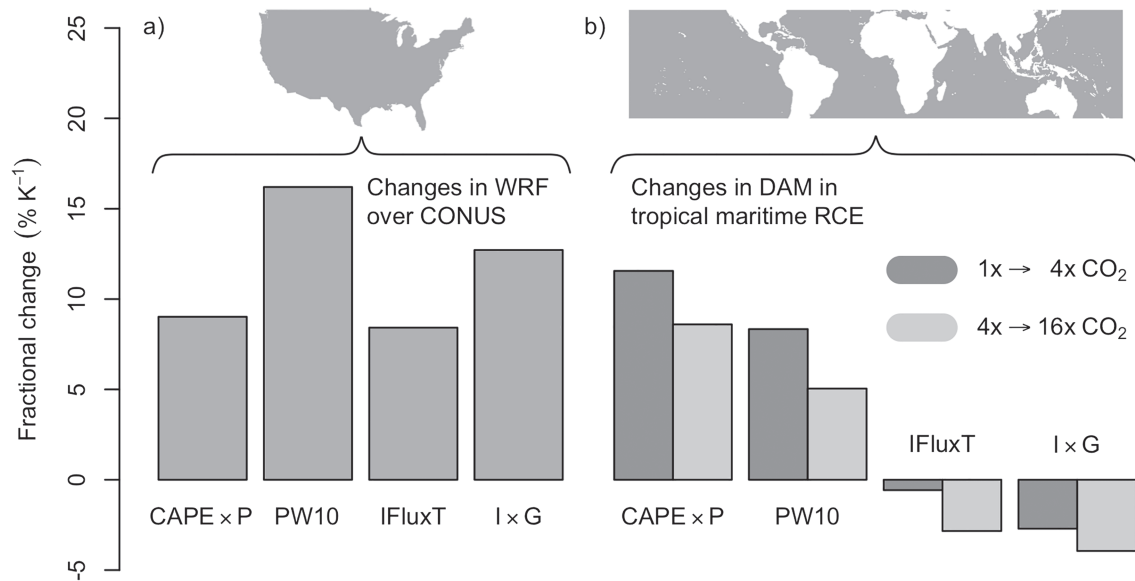 Fractional change (% K⁻¹)
25
20
15
10
5
0
-5
a)
Changes in WRF
over CONUS
CAPE × P
PW10
IFluxT
I × G
b)
Changes in DAM in
tropical maritime RCE
1x → 4x CO₂
4x → 16x CO₂
CAPE × P
PW10
IFluxT
I × G